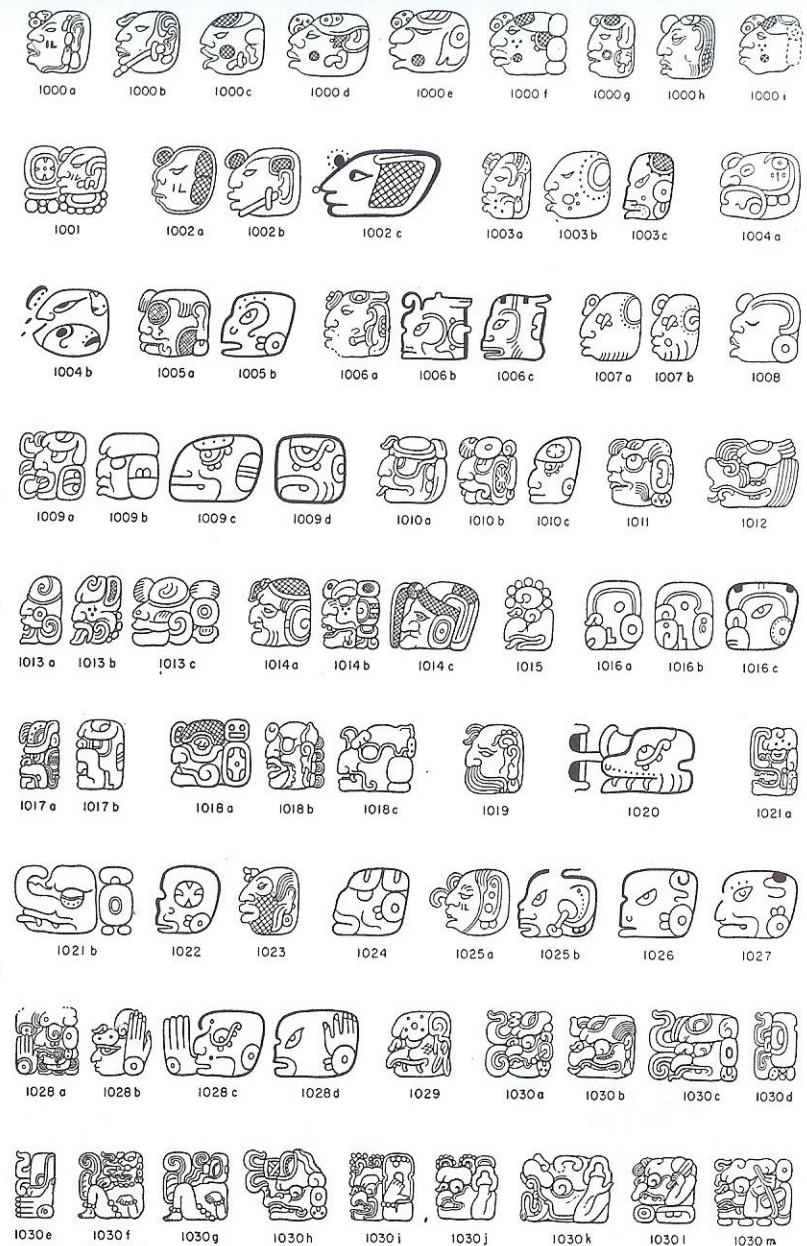 1000 a 1000 b 1000 c 1000 d 1000 e 1000 f 1000 g 1000 h 1000 i
1001 1002 a 1002 b 1002 c 1003 a 1003 b 1003 c 1004 a
1004 b 1005 a 1005 b 1006 a 1006 b 1006 c 1007 a 1007 b 1008
1009 a 1009 b 1009 c 1009 d 1010 a 1010 b 1010 c 1011 1012
1013 a 1013 b 1013 c 1014 a 1014 b 1014 c 1015 1016 a 1016 b 1016 c
1017 a 1017 b 1018 a 1018 b 1018 c 1019 1020 1021 a
1021 b 1022 1023 1024 1025 a 1025 b 1026 1027
1028 a 1028 b 1028 c 1028 d 1029 1030 a 1030 b 1030 c 1030 d
1030 e 1030 f 1030 g 1030 h 1030 i 1030 j 1030 k 1030 l 1030 m